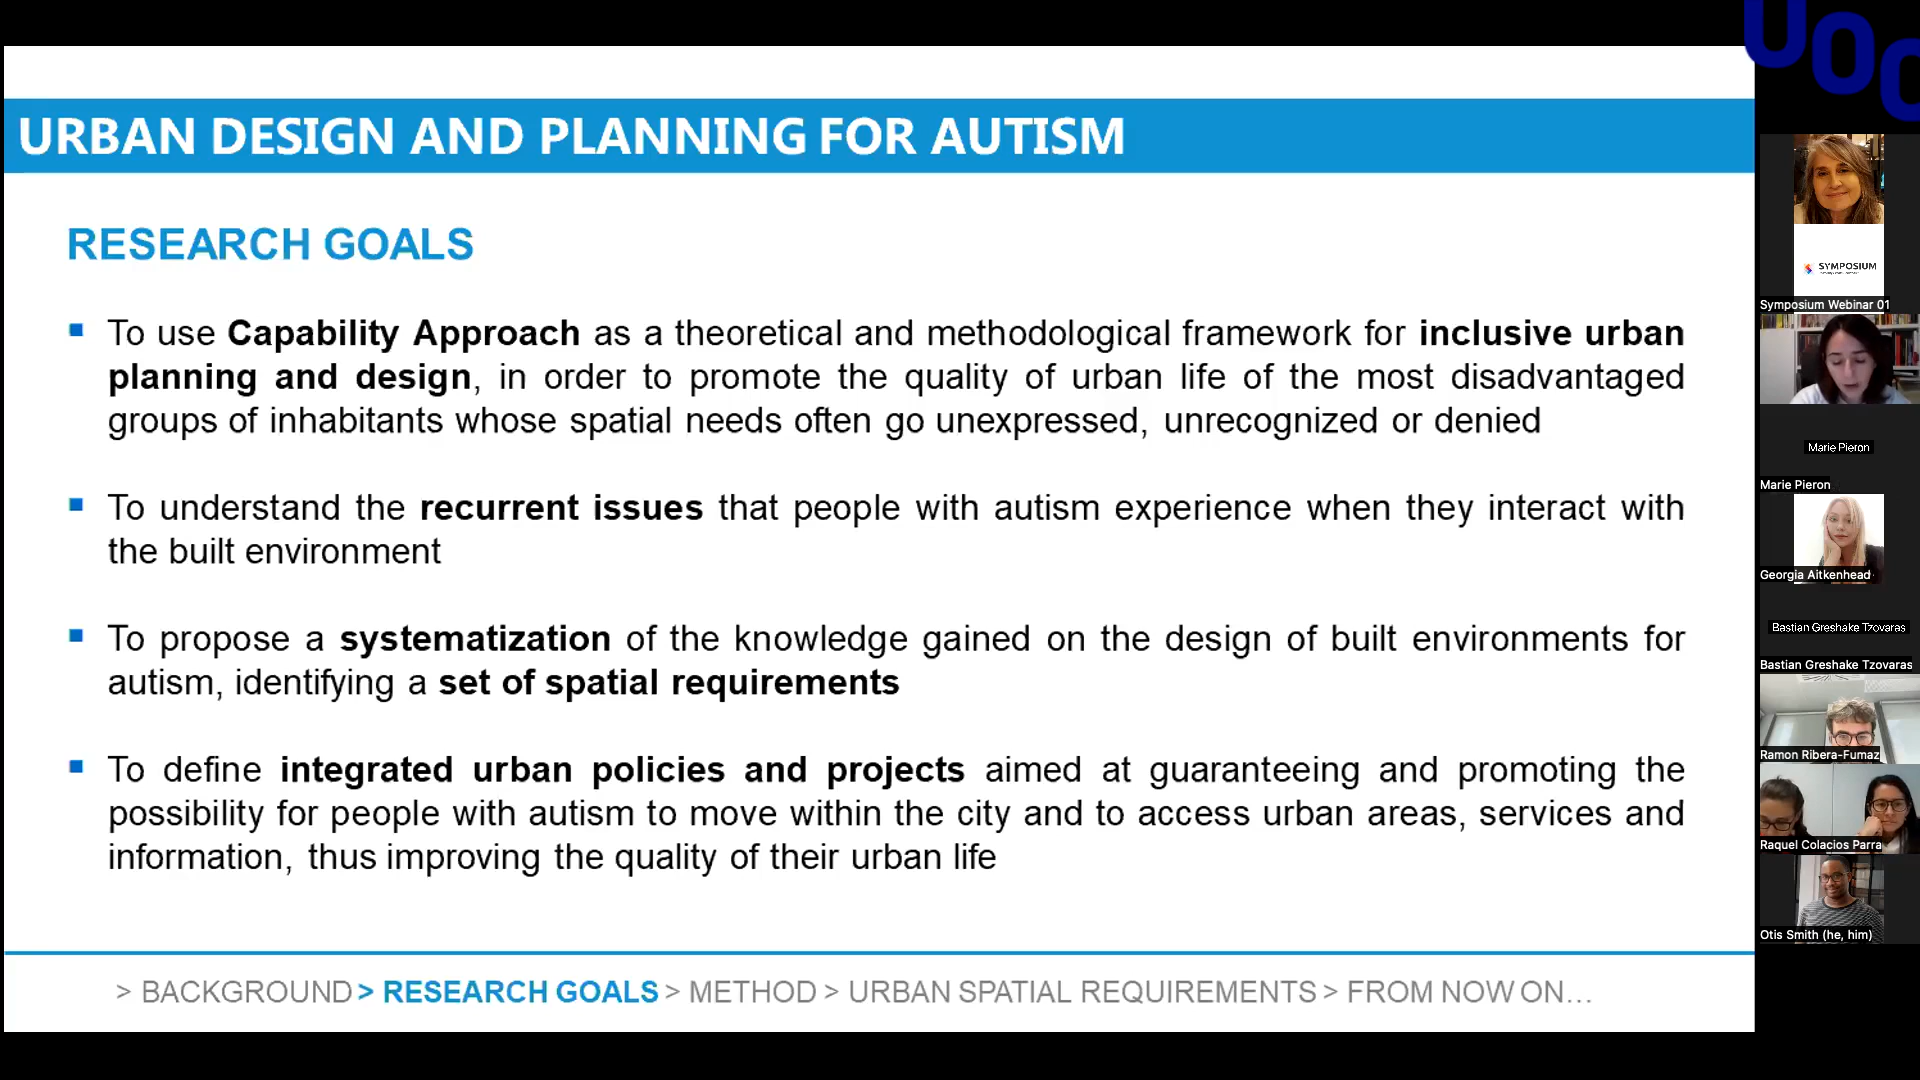 UOC
URBAN DESIGN AND PLANNING FOR AUTISM
RESEARCH GOALS
To use Capability Approach as a theoretical and methodological framework for inclusive urban
planning and design, in order to promote the quality of urban life of the most disadvantaged
groups of inhabitants whose spatial needs often go unexpressed, unrecognized or denied
To understand the recurrent issues that people with autism experience when they interact with
the built environment
To propose a systematization of the knowledge gained on the design of built environments for
autism, identifying a set of spatial requirements
To define integrated urban policies and projects aimed at guaranteeing and promoting the
possibility for people with autism to move within the city and to access urban areas, services and
information, thus improving the quality of their urban life
> BACKGROUND > RESEARCH GOALS > METHOD > URBAN SPATIAL REQUIREMENTS > FROM NOW ON...
SYMPOSIUM
Symposium Webinar 01
Marie Pieron
Marie Pieron
Georgia Aitkenhead
Bastian Greshake Tzovaras
Bastian Greshake Tzovaras
Ramon Ribera-Fumaz
Raquel Colacios Parra
Otis Smith (he, him)